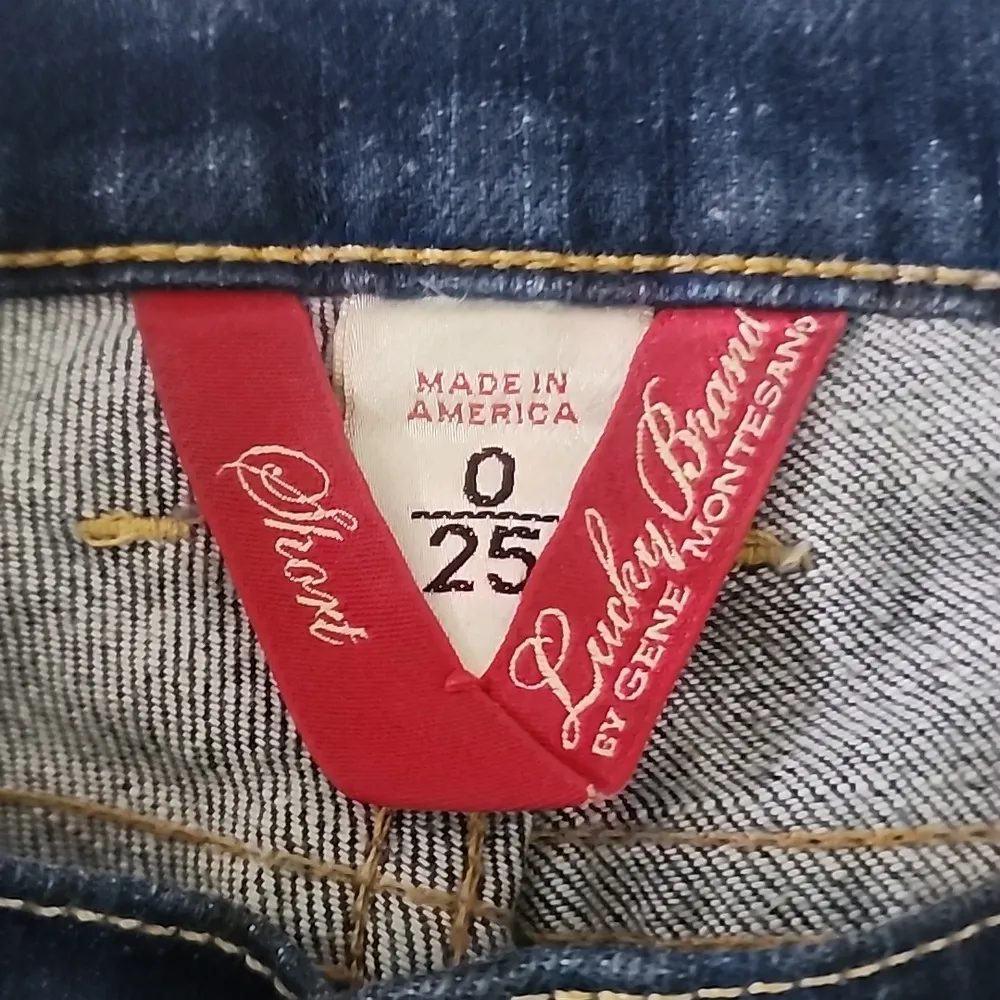 MADE IN
AMERICA
0
25
Short
Lucky Brand
BY GENE MONTESANO